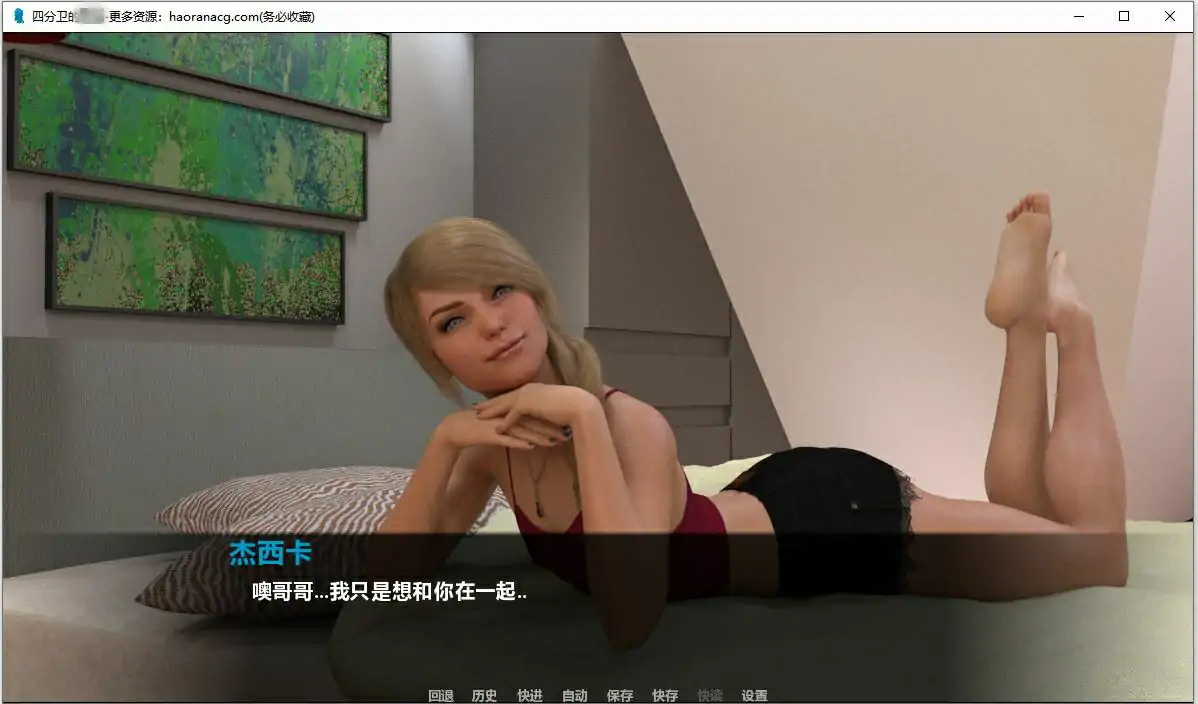 四分卫的 -更多资源：haoranacg.com(务必收藏)
杰西卡
噢哥哥...我只是想和你在一起..
回退 历史 快进 自动 保存 快存 快读 设置